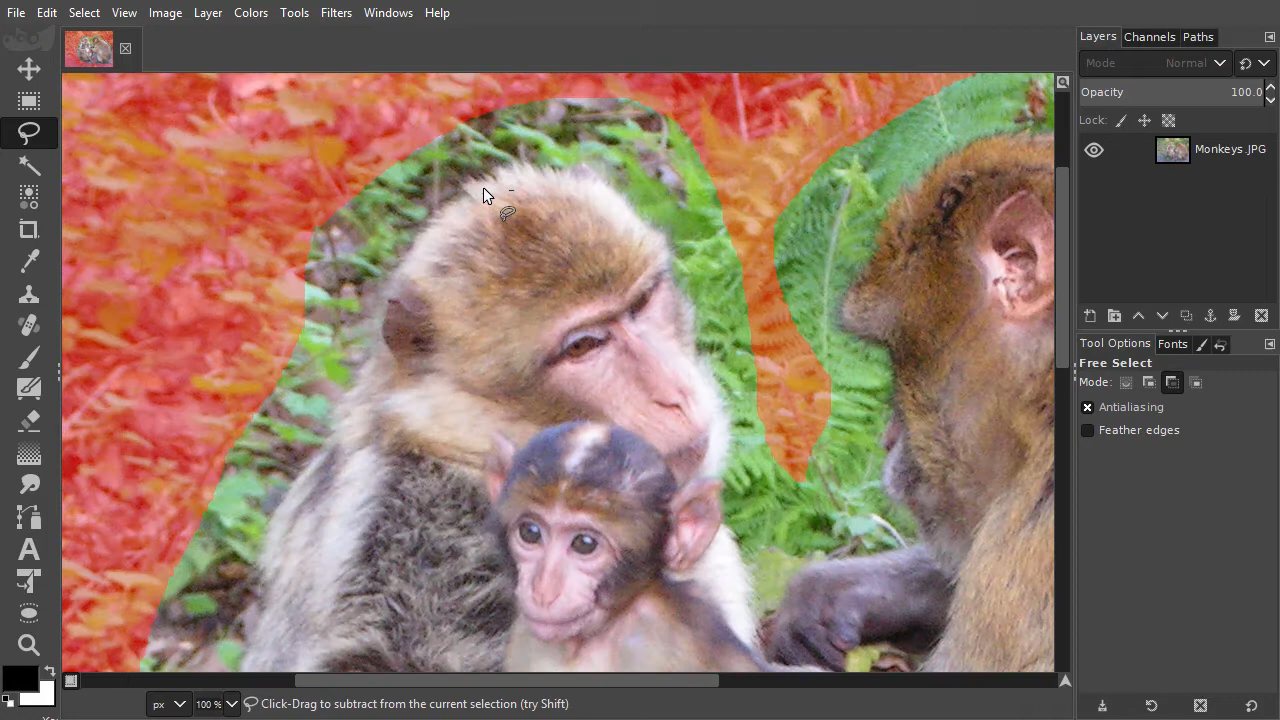 File Edit Select View Image Layer Colors Tools Filters Windows Help
Layers Channels Paths
Mode Normal
Opacity 100.0
Lock:
Monkeys.JPG
Tool Options Fonts
Free Select
Mode:
Antialiasing
Feather edges
px 100 % Click-Drag to subtract from the current selection (try Shift)